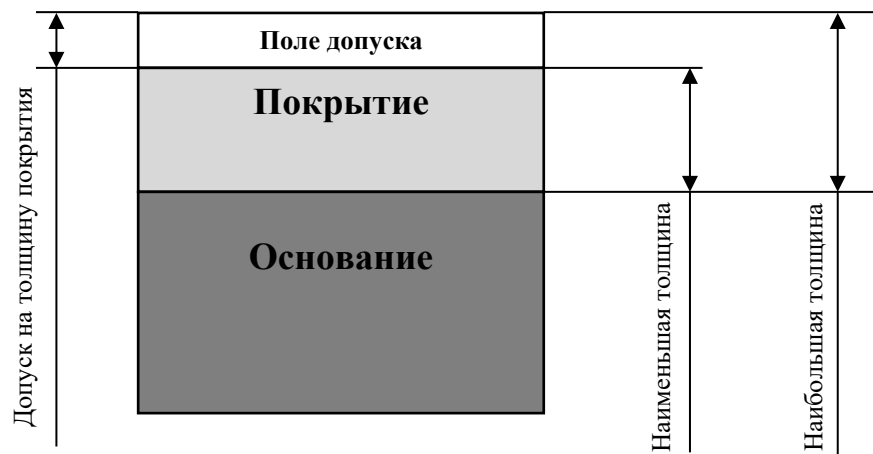 Поле допуска
Покрытие
Основание
Допуск на толщину покрытия
Наименьшая толщина
Наибольшая толщина